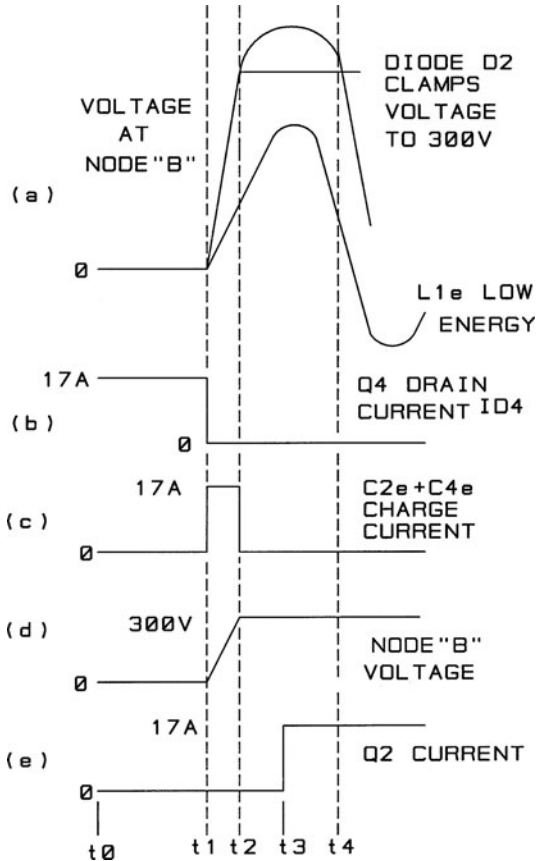 DIODE D2
CLAMPS
VOLTAGE
TO 300V
VOLTAGE
AT
NODE"B"
(a)
0
L1e LOW
ENERGY
17A
Q4 DRAIN
CURRENT ID4
(b)
0
17A
C2e+C4e
CHARGE
CURRENT
(c)
0
300V
(d)
NODE"B"
VOLTAGE
0
17A
Q2 CURRENT
(e)
0
t0 t1 t2 t3 t4